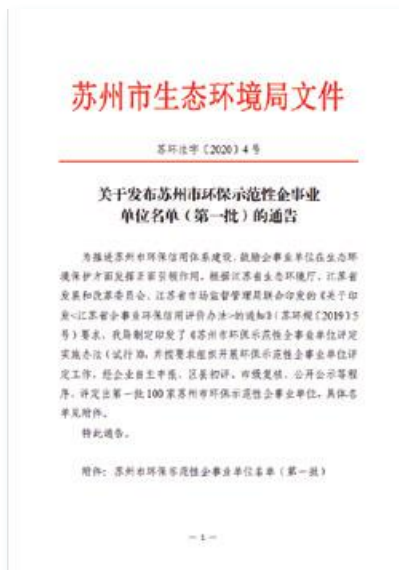 苏州市生态环境局文件
苏环法字〔2020〕4号
关于发布苏州市环保示范性企事业
单位名单（第一批）的通告
为推进苏州市环保信用体系建设，鼓励企事业单位在生态环
境保护方面发挥正面引领作用，根据江苏省生态环境厅、江苏省
发展和改革委员会、江苏省市场监督管理局联合印发的《关于印
发<江苏省企业环保信用评价办法>的通知》（苏环规〔2019〕5
号）要求，我局制定印发了《苏州市环保示范性企事业单位评定
实施办法（试行）》，并按要求组织开展环保示范性企事业单位评
定工作，经企业自主申报、区县初评、市级复核、公开公示等程
序，评定出第一批100家苏州市环保示范性企事业单位，具体名
单见附件。
特此通告。
附件：苏州市环保示范性企事业单位名单（第一批）
— 1 —